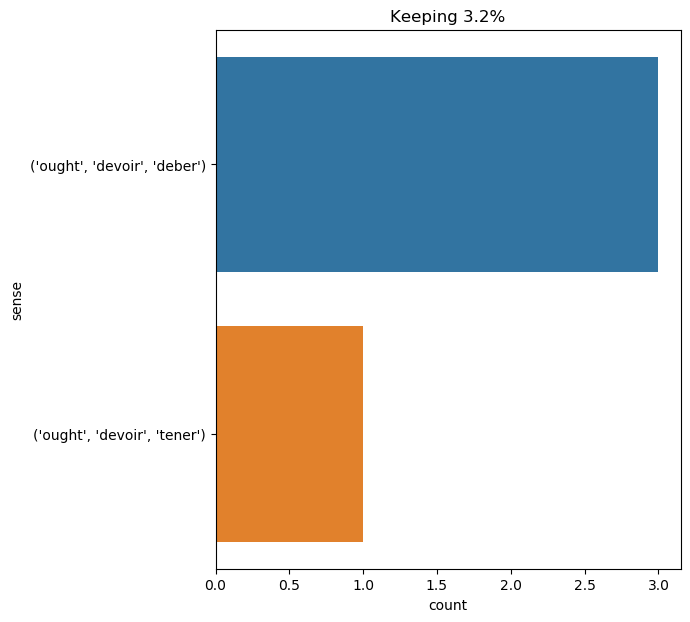 Keeping 3.2%
('ought', 'devoir', 'deber')
('ought', 'devoir', 'tener')
sense
0.0 0.5 1.0 1.5 2.0 2.5 3.0
count